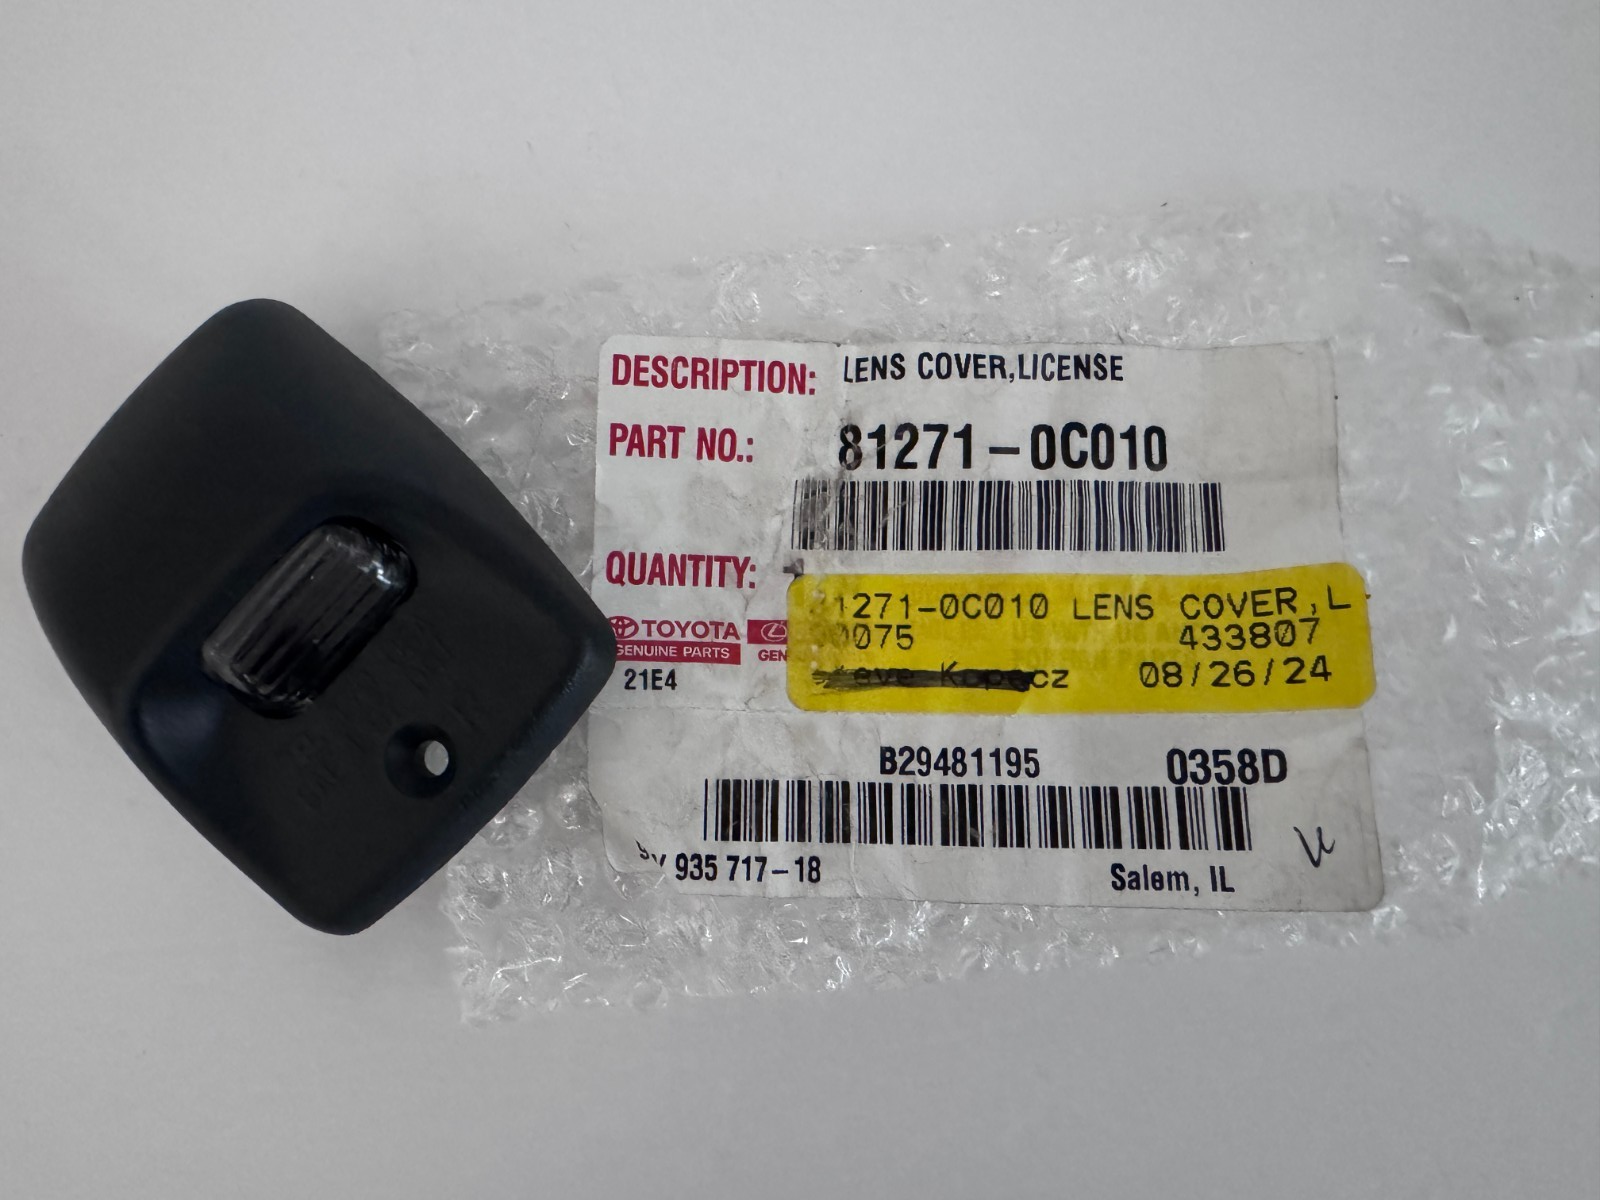 DESCRIPTION: LENS COVER,LICENSE
PART NO.: 81271-0C010
QUANTITY:
1271-0C010 LENS COVER,L
0075 433807
08/26/24
TOYOTA
GENUINE PARTS GEN
21E4
B29481195 0358D
935 717-18 Salem, IL